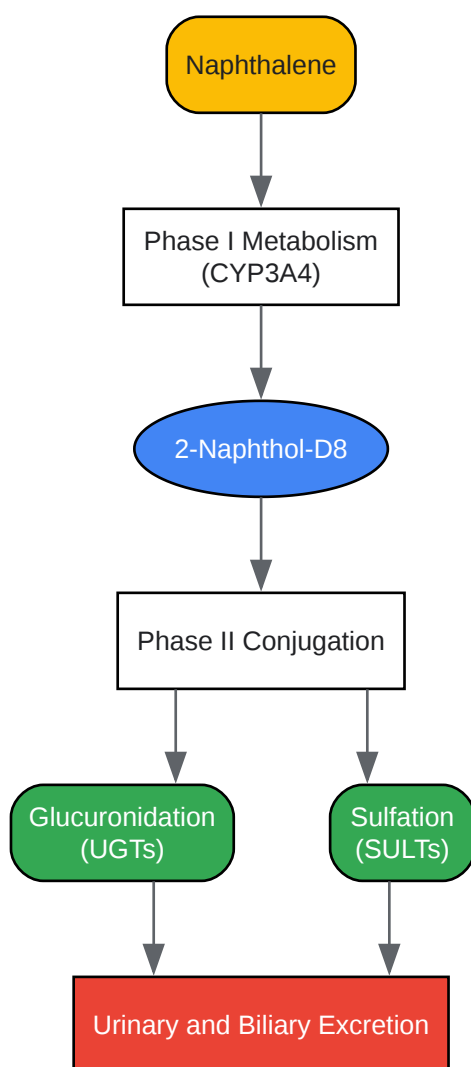 Naphthalene
Phase I Metabolism
(CYP3A4)
2-Naphthol-D8
Phase II Conjugation
Glucuronidation
(UGTs)
Sulfation
(SULTs)
Urinary and Biliary Excretion